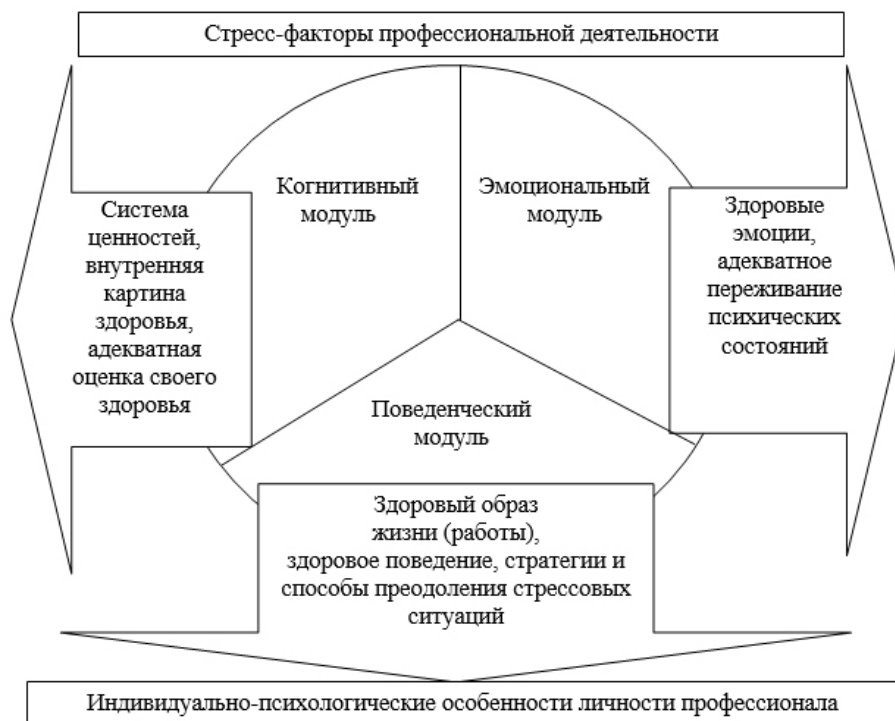 Стресс-факторы профессиональной деятельности
Когнитивный
модуль
Эмоциональный
модуль
Система
ценностей,
внутренняя
картина
здоровья,
адекватная
оценка своего
здоровья
Здоровые
эмоции,
адекватное
переживание
психических
состояний
Поведенческий
модуль
Здоровый образ
жизни (работы),
здоровое поведение, стратегии и
способы преодоления стрессовых
ситуаций
Индивидуально-психологические особенности личности профессионала